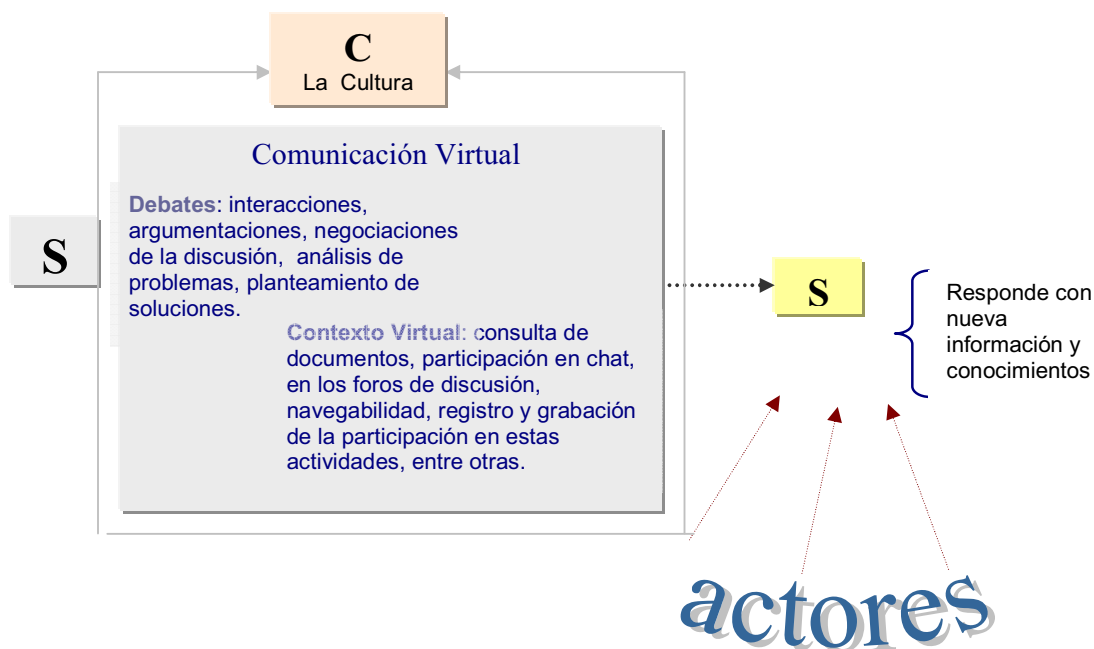 C
La Cultura
Comunicación Virtual
S
Debates: interacciones,
argumentaciones, negociaciones
de la discusión, análisis de
problemas, planteamiento de
soluciones.
Contexto Virtual: consulta de
documentos, participación en chat,
en los foros de discusión,
navegabilidad, registro y grabación
de la participación en estas
actividades, entre otras.
S
Responde con
nueva
información y
conocimientos
actores